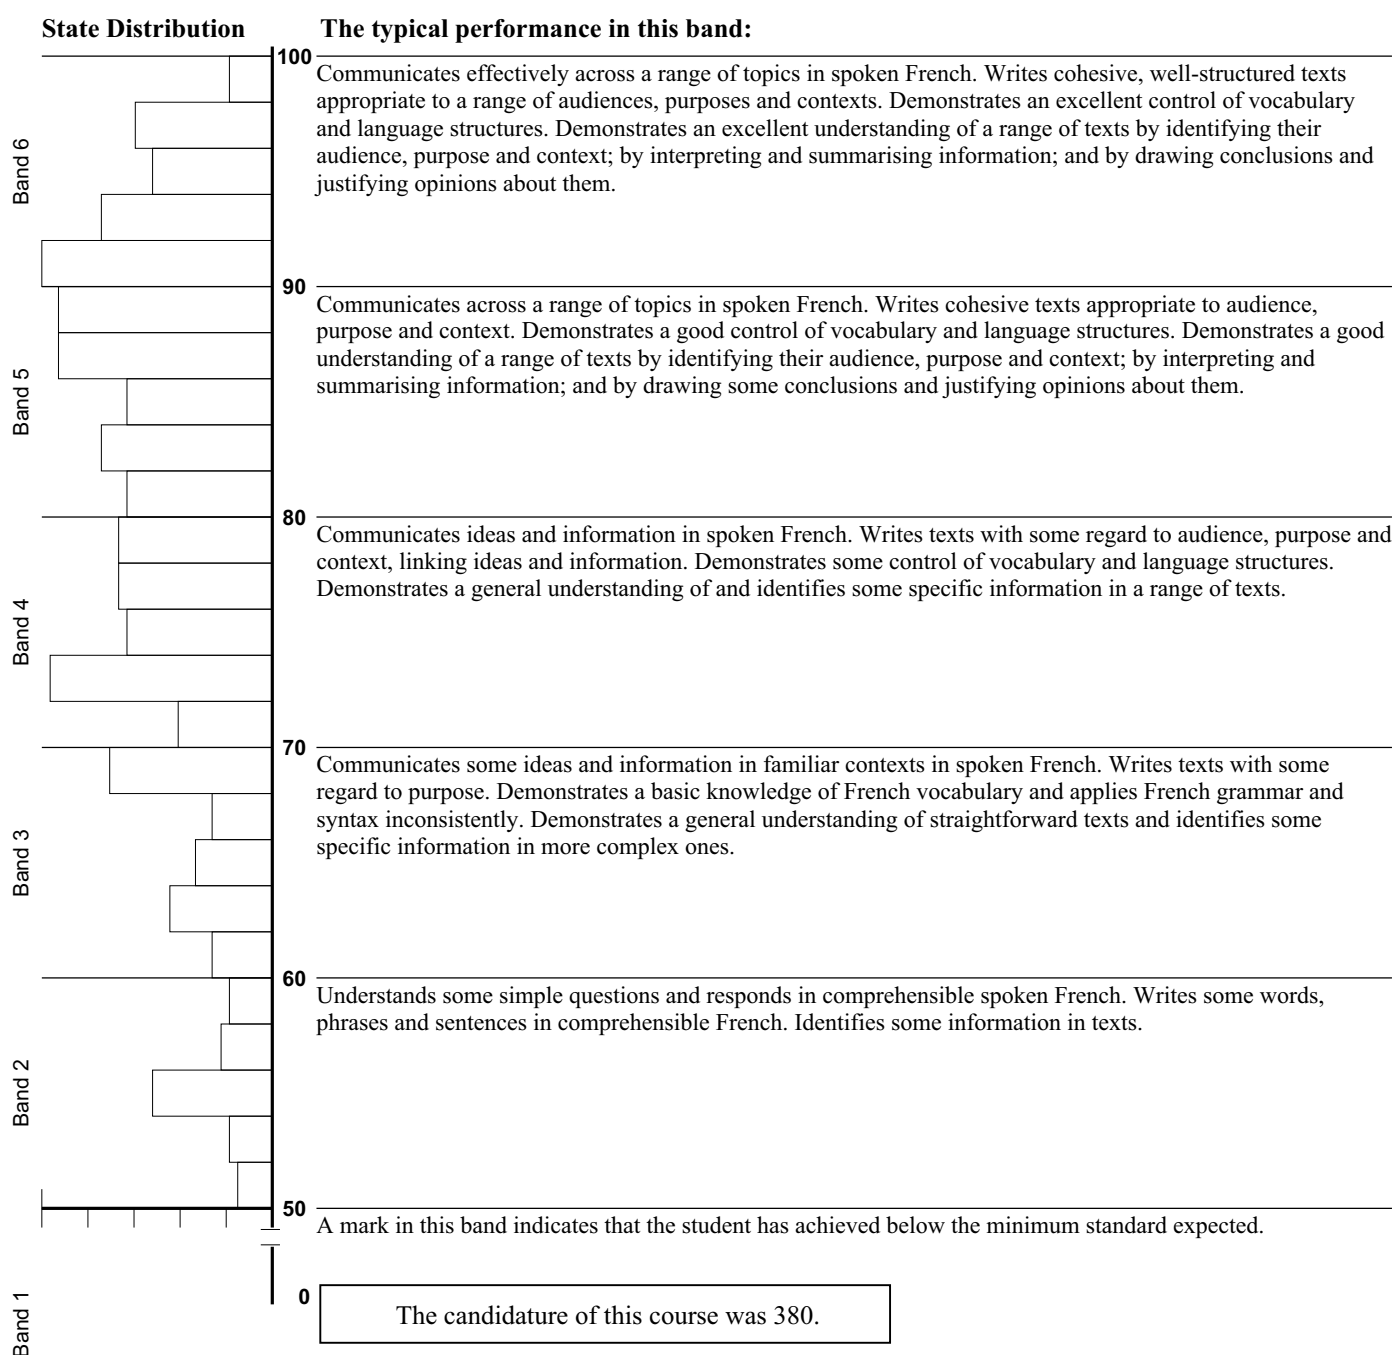 State Distribution
The typical performance in this band:
100
Communicates effectively across a range of topics in spoken French. Writes cohesive, well-structured texts
appropriate to a range of audiences, purposes and contexts. Demonstrates an excellent control of vocabulary
and language structures. Demonstrates an excellent understanding of a range of texts by identifying their
audience, purpose and context; by interpreting and summarising information; and by drawing conclusions and
justifying opinions about them.
Band 6
90
Communicates across a range of topics in spoken French. Writes cohesive texts appropriate to audience,
purpose and context. Demonstrates a good control of vocabulary and language structures. Demonstrates a good
understanding of a range of texts by identifying their audience, purpose and context; by interpreting and
summarising information; and by drawing some conclusions and justifying opinions about them.
Band 5
80
Communicates ideas and information in spoken French. Writes texts with some regard to audience, purpose and
context, linking ideas and information. Demonstrates some control of vocabulary and language structures.
Demonstrates a general understanding of and identifies some specific information in a range of texts.
Band 4
70
Communicates some ideas and information in familiar contexts in spoken French. Writes texts with some
regard to purpose. Demonstrates a basic knowledge of French vocabulary and applies French grammar and
syntax inconsistently. Demonstrates a general understanding of straightforward texts and identifies some
specific information in more complex ones.
Band 3
60
Understands some simple questions and responds in comprehensible spoken French. Writes some words,
phrases and sentences in comprehensible French. Identifies some information in texts.
Band 2
50
A mark in this band indicates that the student has achieved below the minimum standard expected.
0
The candidature of this course was 380.
Band 1